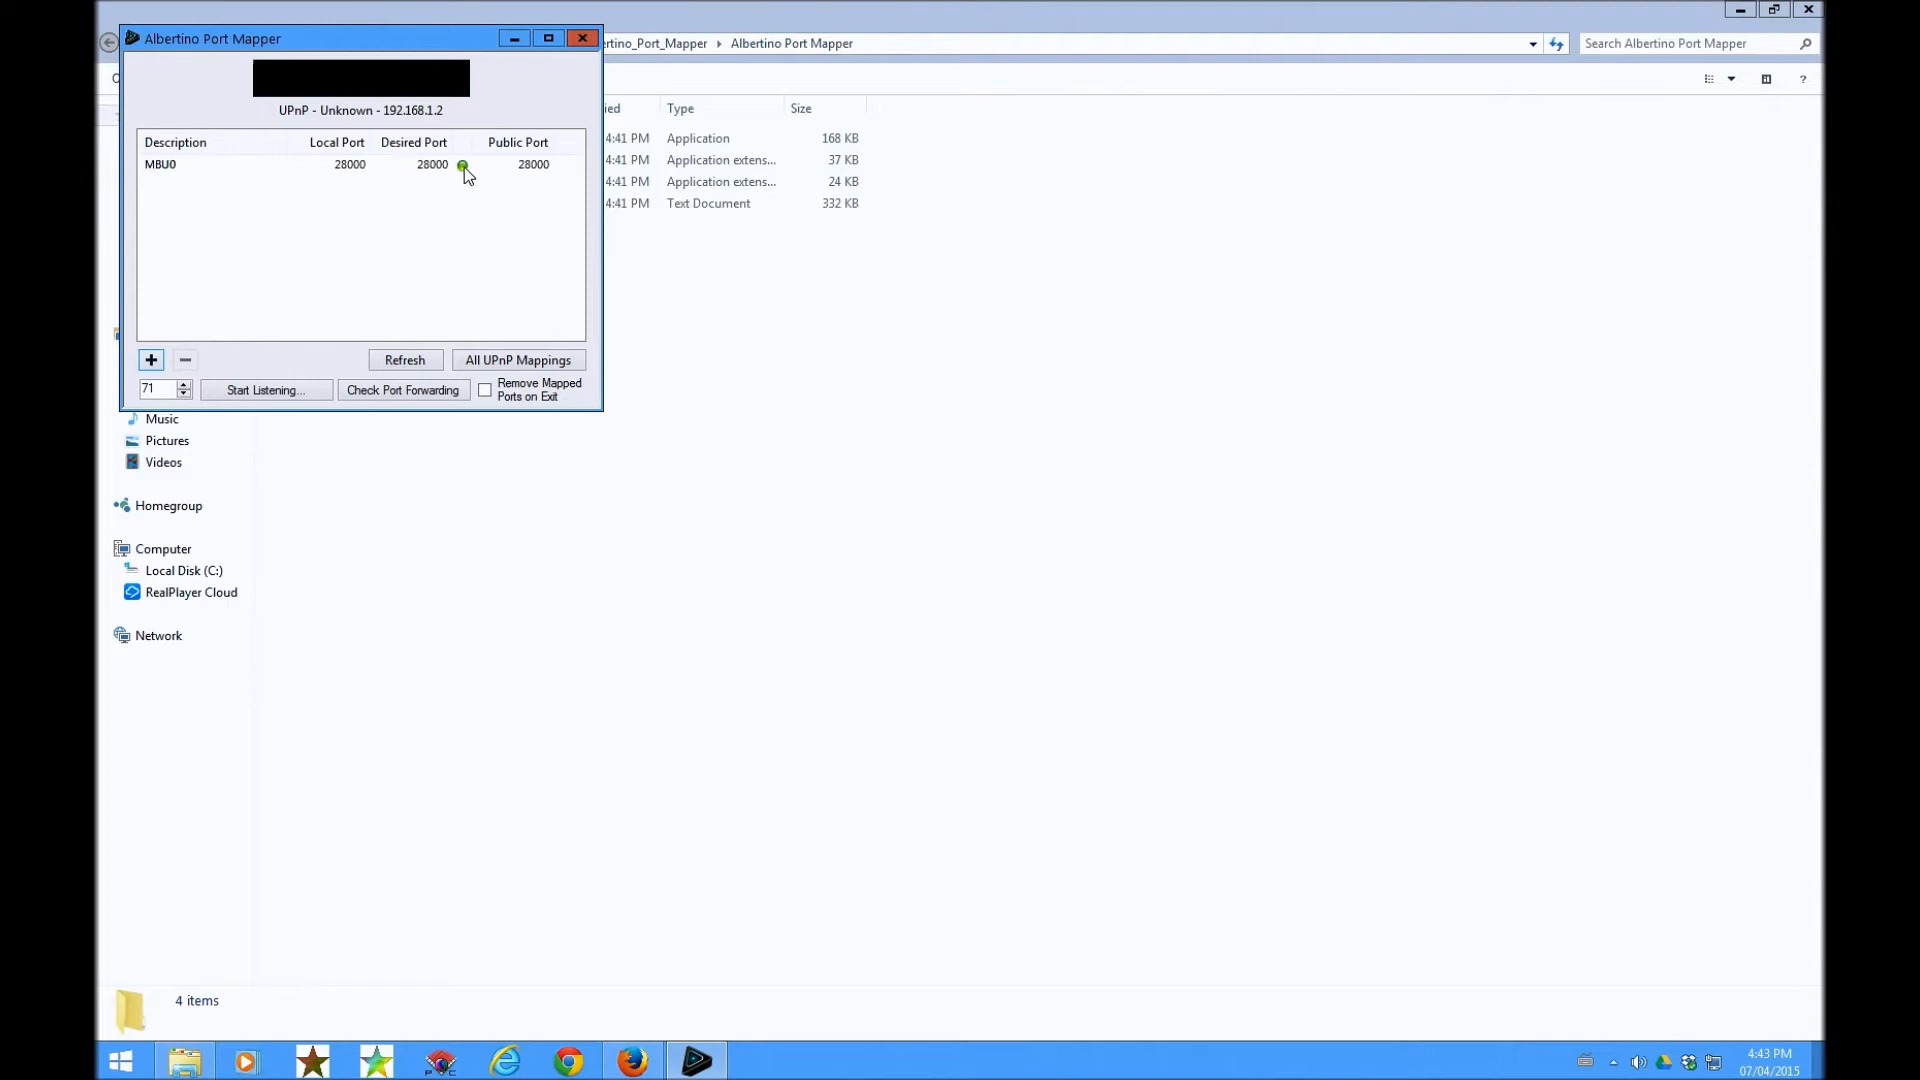 Albertino Port Mapper
ertino_Port_Mapper Albertino Port Mapper
Search Albertino Port Mapper
UPnP - Unknown - 192.168.1.2
Description Local Port Desired Port Public Port
MBU0 28000 28000 28000
ied Type Size
4:41 PM Application 168 KB
4:41 PM Application extens... 37 KB
4:41 PM Application extens... 24 KB
4:41 PM Text Document 332 KB
+ − Refresh All UPnP Mappings
71 Start Listening... Check Port Forwarding Remove Mapped
Ports on Exit
Music
Pictures
Videos
Homegroup
Computer
Local Disk (C:)
RealPlayer Cloud
Network
4 items
4:43 PM
07/04/2015